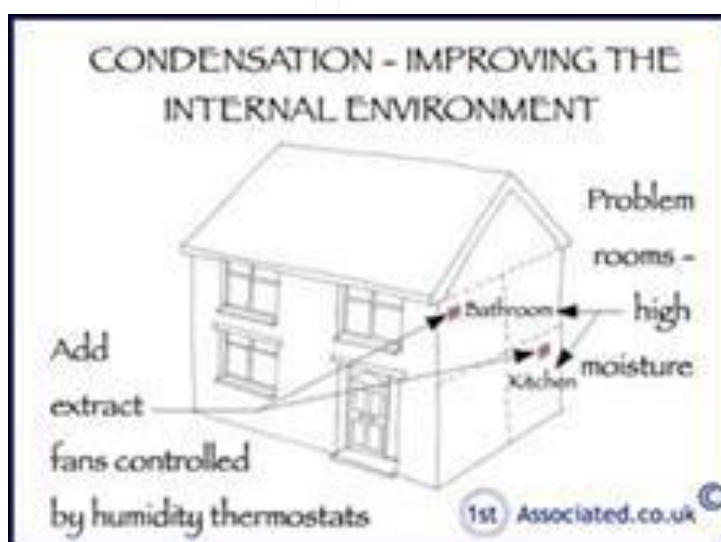 CONDENSATION - IMPROVING THE
INTERNAL ENVIRONMENT
Problem
rooms -
high
moisture
Bathroom
Kitchen
Add
extract
fans controlled
by humidity thermostats
1st Associated.co.uk ©